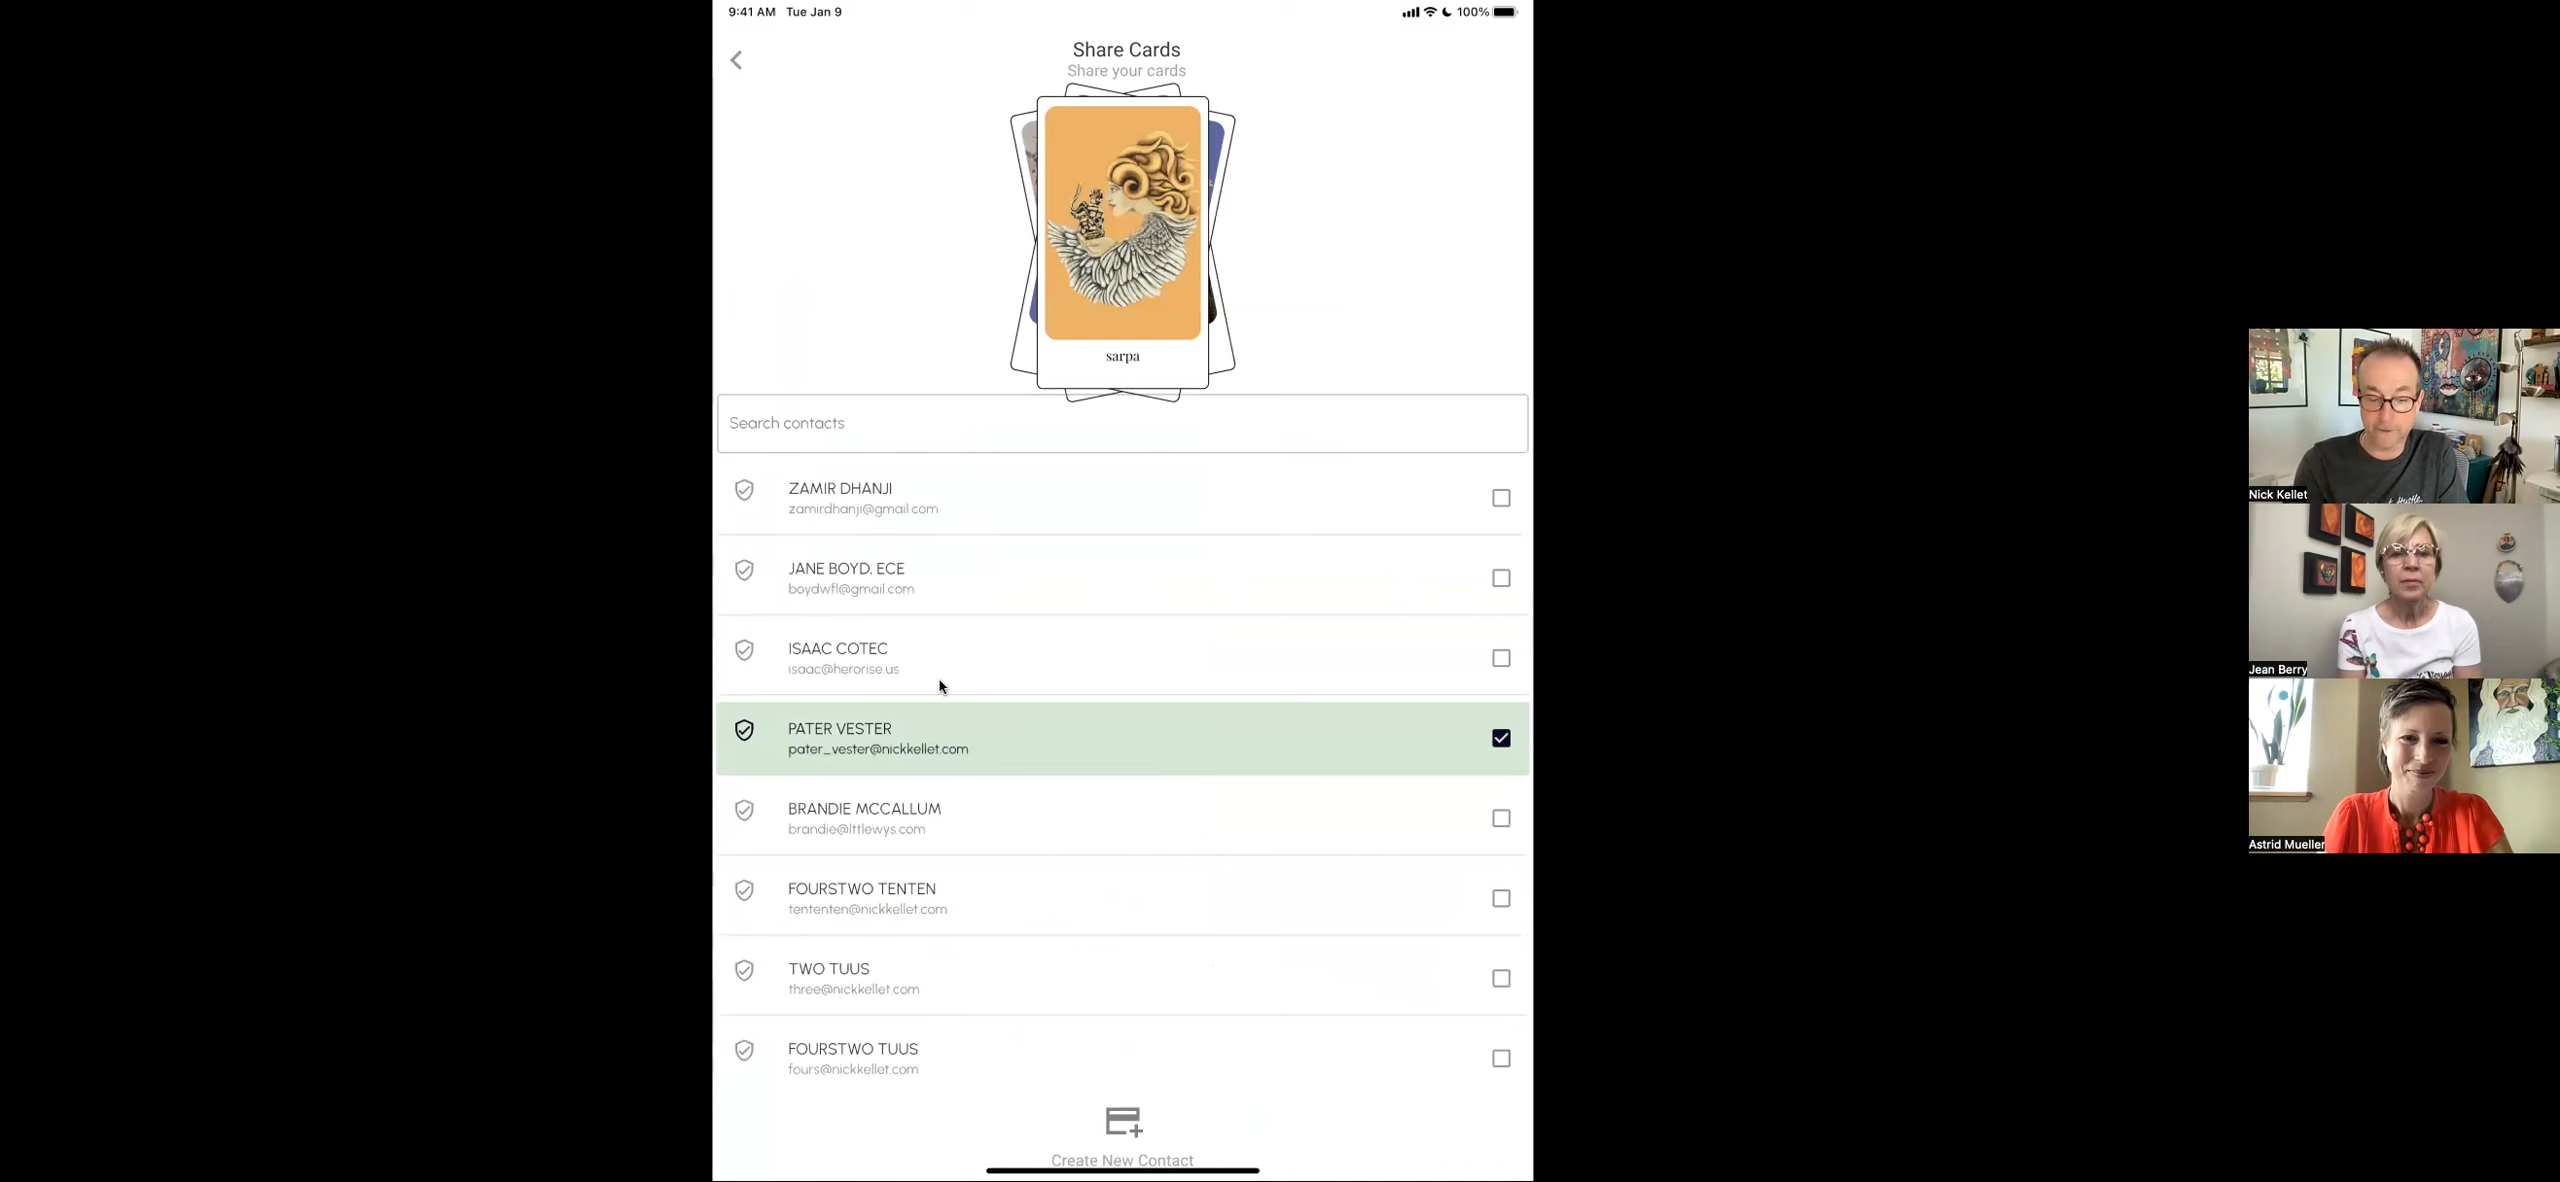 9:41 AM Tue Jan 9
100%
Share Cards
Share your cards
sarpa
Search contacts
ZAMIR DHANJI
zamirdhanji@gmail.com
JANE BOYD, ECE
boydwfl@gmail.com
ISAAC COTEC
isaac@herorise.us
PATER VESTER
pater_vester@nickkellet.com
BRANDIE MCCALLUM
brandie@lttlewys.com
FOURSTWO TENTEN
tententen@nickkellet.com
TWO TUUS
three@nickkellet.com
FOURSTWO TUUS
fours@nickkellet.com
Create New Contact
Nick Kellet
Jean Berry
Astrid Mueller